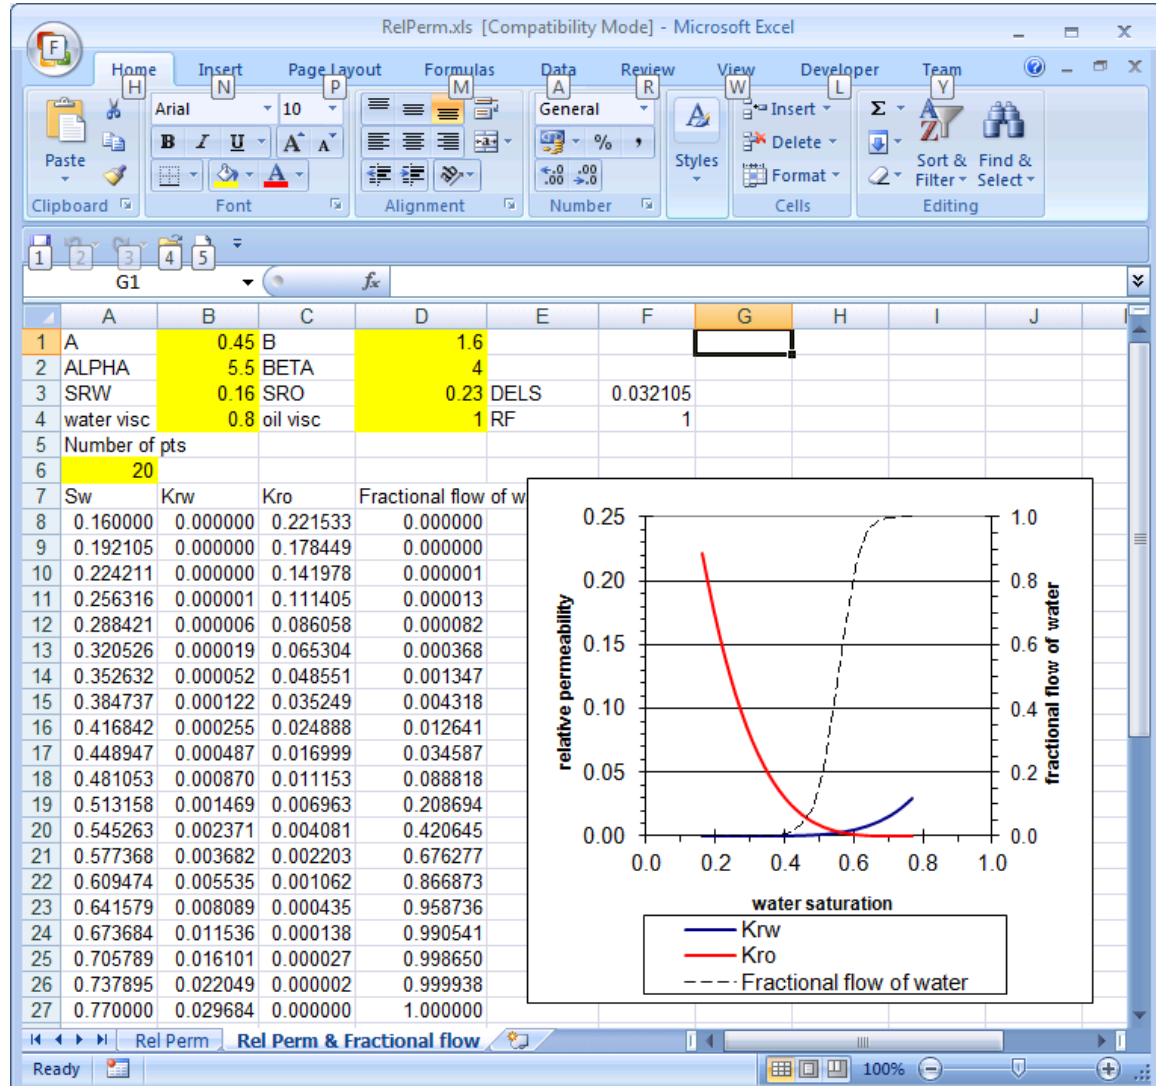 RelPerm.xls [Compatibility Mode] - Microsoft Excel
F
Home Insert Page Layout Formulas Data Review View Developer Team
H N P M A R W L Y
Arial 10 General Σ
Insert
B I U A A % , Delete
Paste Styles Sort & Find &
Format Filter Select
Clipboard Font Alignment Number Cells Editing
1 2 3 4 5
G1 fx
A B C D E F G H I J
1 A 0.45 B 1.6
2 ALPHA 5.5 BETA 4
3 SRW 0.16 SRO 0.23 DELS 0.032105
4 water visc 0.8 oil visc 1 RF 1
5 Number of pts
6 20
7 Sw Krw Kro Fractional flow of w
8 0.160000 0.000000 0.221533 0.000000
9 0.192105 0.000000 0.178449 0.000000
10 0.224211 0.000000 0.141978 0.000001
11 0.256316 0.000001 0.111405 0.000013
12 0.288421 0.000006 0.086058 0.000082
13 0.320526 0.000019 0.065304 0.000368
14 0.352632 0.000052 0.048551 0.001347
15 0.384737 0.000122 0.035249 0.004318
16 0.416842 0.000255 0.024888 0.012641
17 0.448947 0.000487 0.016999 0.034587
18 0.481053 0.000870 0.011153 0.088818
19 0.513158 0.001469 0.006963 0.208694
20 0.545263 0.002371 0.004081 0.420645
21 0.577368 0.003682 0.002203 0.676277
22 0.609474 0.005535 0.001062 0.866873
23 0.641579 0.008089 0.000435 0.958736
24 0.673684 0.011536 0.000138 0.990541
25 0.705789 0.016101 0.000027 0.998650
26 0.737895 0.022049 0.000002 0.999938
27 0.770000 0.029684 0.000000 1.000000
relative permeability
0.25 1.0
0.20 0.8
0.15 0.6
0.10 0.4
0.05 0.2
0.00 0.0
fractional flow of water
0.0 0.2 0.4 0.6 0.8 1.0
water saturation
Krw
Kro
Fractional flow of water
Rel Perm Rel Perm & Fractional flow
Ready 100%